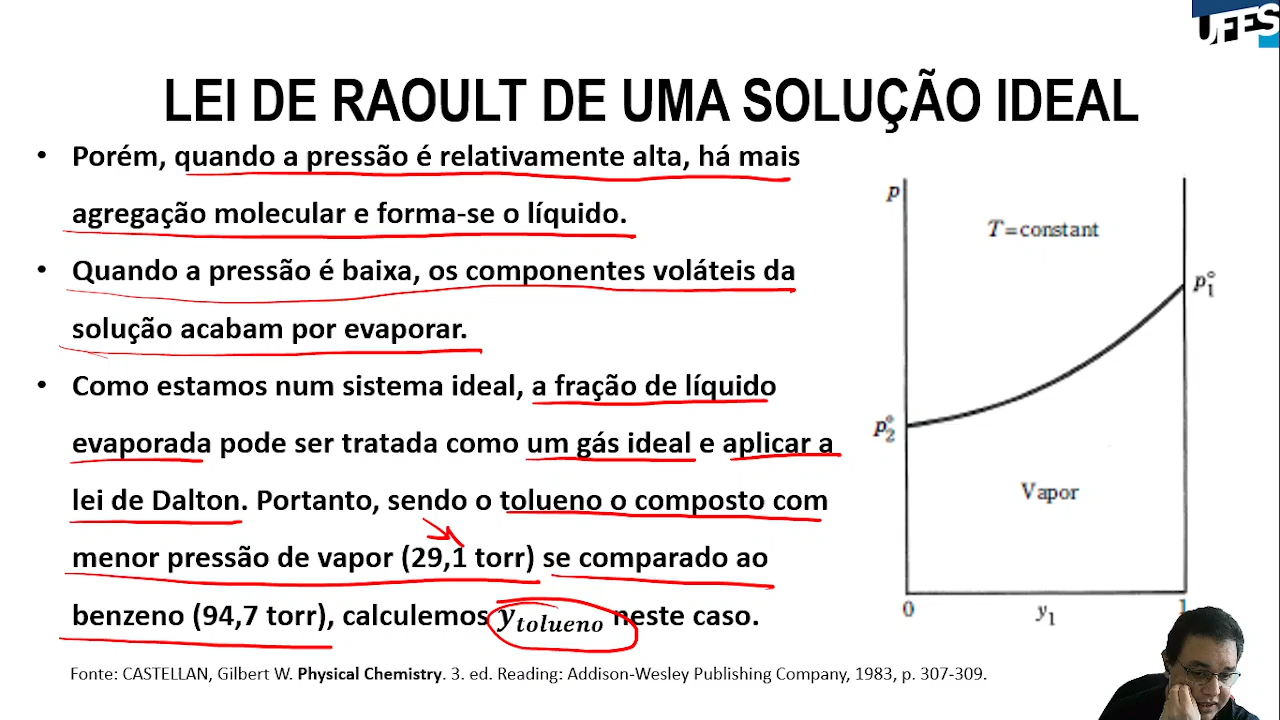 UFES
LEI DE RAOULT DE UMA SOLUÇÃO IDEAL
• Porém, quando a pressão é relativamente alta, há mais
agregação molecular e forma-se o líquido.
• Quando a pressão é baixa, os componentes voláteis da
solução acabam por evaporar.
• Como estamos num sistema ideal, a fração de líquido
evaporada pode ser tratada como um gás ideal e aplicar a
lei de Dalton. Portanto, sendo o tolueno o composto com
menor pressão de vapor (29,1 torr) se comparado ao
benzeno (94,7 torr), calculemos y_tolueno neste caso.
p
T=constant
p₁°
p₂°
Vapor
0
y₁
1
Fonte: CASTELLAN, Gilbert W. Physical Chemistry. 3. ed. Reading: Addison-Wesley Publishing Company, 1983, p. 307-309.